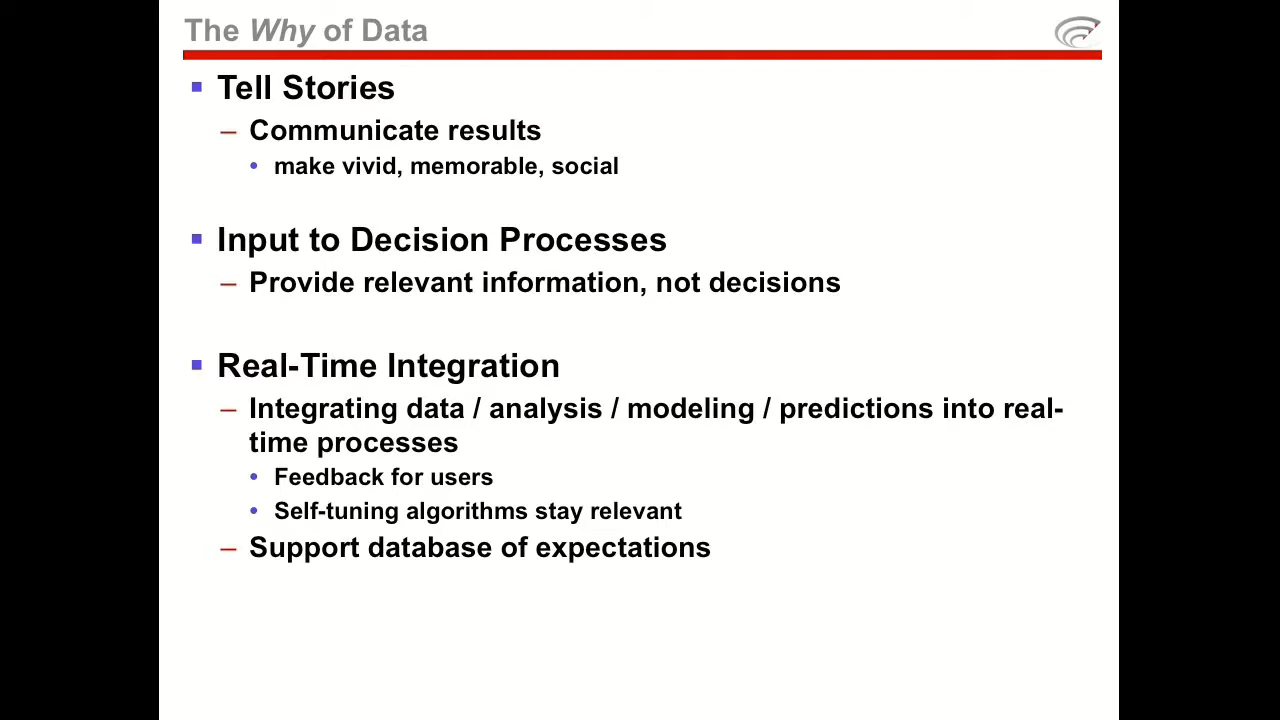 The Why of Data
Tell Stories
– Communicate results
• make vivid, memorable, social
Input to Decision Processes
– Provide relevant information, not decisions
Real-Time Integration
– Integrating data / analysis / modeling / predictions into real-
time processes
• Feedback for users
• Self-tuning algorithms stay relevant
– Support database of expectations